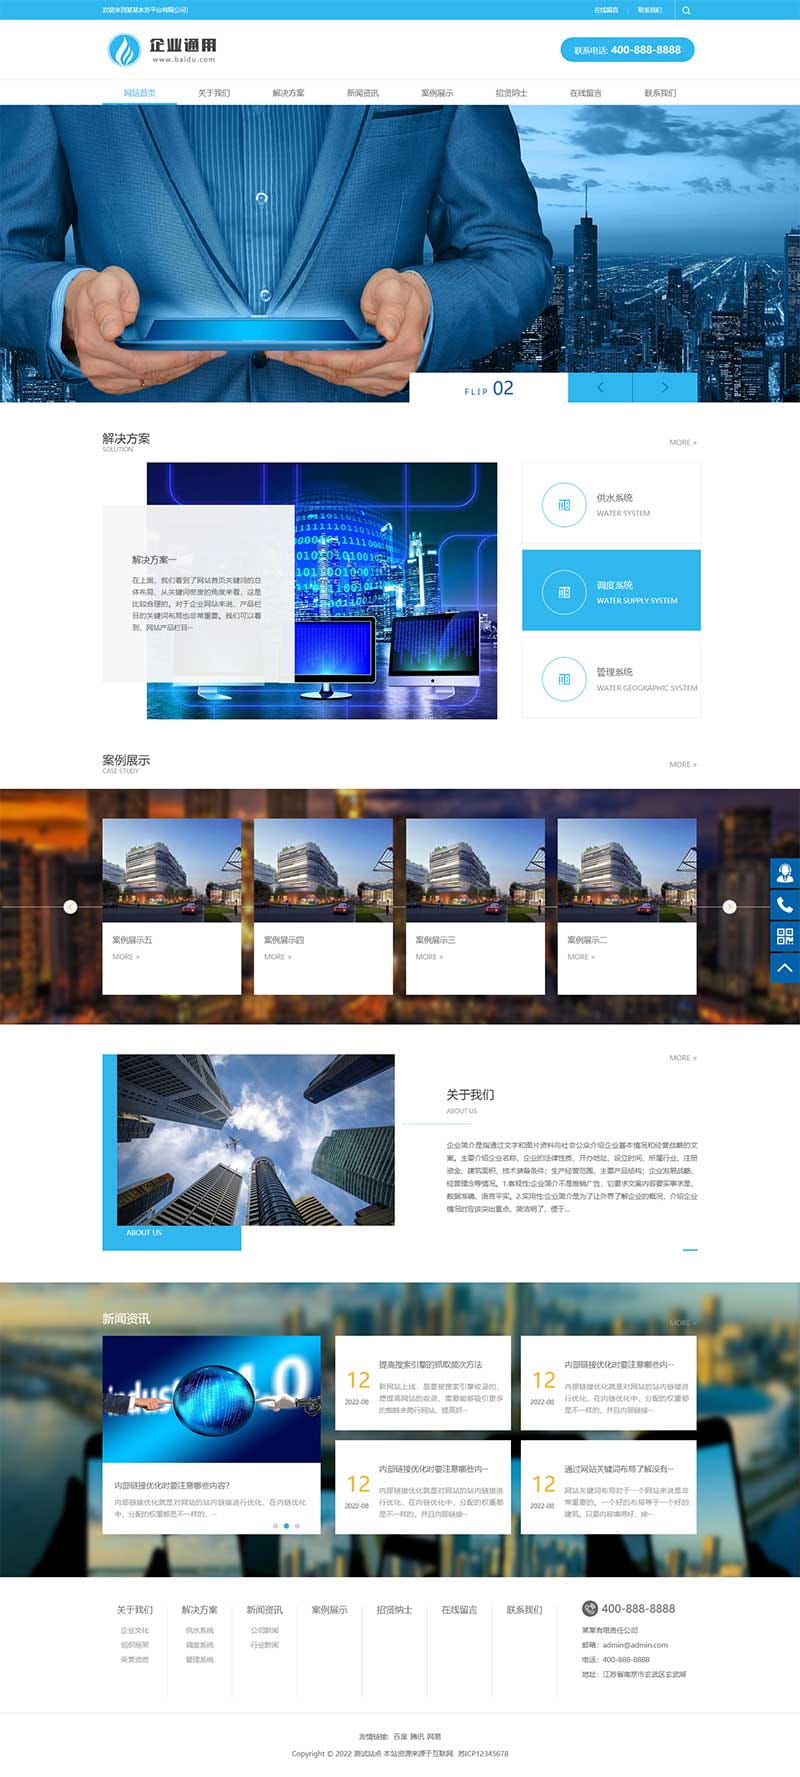 欢迎来到某某水务平台有限公司!
在线留言
联系我们
企业通用
www.baidu.com
联系电话: 400-888-8888
网站首页
关于我们
解决方案
新闻资讯
案例展示
招贤纳士
在线留言
联系我们
FLIP 02
解决方案
SOLUTION
MORE >
解决方案一
在上面，我们看到了网站首页关键词的总
体布局，从关键词密度的角度来看，这是
比较合理的。对于企业网站来说，产品栏
目的关键词布局也非常重要。我们可以看
到，网站产品栏目···
供水系统
WATER SYSTEM
调度系统
WATER SUPPLY SYSTEM
管理系统
WATER GEOGRAPHIC SYSTEM
案例展示
CASE STUDY
MORE >
案例展示五
MORE >
案例展示四
MORE >
案例展示三
MORE >
案例展示二
MORE >
MORE >
关于我们
ABOUT US
企业简介是指通过文字和图片资料向社会公众介绍企业基本情况和经营战略的文
案。主要介绍企业名称、企业的法律性质、开办地址、设立时间、所属行业、注册
资金、建筑面积、技术装备条件；生产经营范围、主要产品结构；企业发展战略、
经营理念等情况。1.客观性:企业简介不是推销广告，它要求文案内容要实事求是、
数据准确、语言平实。2.实用性:企业简介是为了让外界了解企业的概况，介绍企业
情况时应该突出重点，简洁明了，便于...
ABOUT US
新闻资讯
MORE >
内部链接优化时要注意哪些内容?
内部链接优化就是对网站的站内链接进行优化，在内链优化
中，分配的权重都是不一样的，···
12
2022-08
提高搜索引擎的抓取频次方法
新网站上线，是要被搜索引擎收录的，
想提高网站的收录，需要能够吸引更多
的蜘蛛来爬行网站，提高抓···
12
2022-08
内部链接优化时要注意哪些内···
内部链接优化就是对网站的站内链接进
行优化，在内链优化中，分配的权重都
是不一样的，并且内部链接···
12
2022-08
内部链接优化时要注意哪些内···
内部链接优化就是对网站的站内链接进
行优化，在内链优化中，分配的权重都
是不一样的，并且内部链接···
12
2022-08
通过网站关键词布局了解没有···
网站关键词布局对于一个网站来说是非
常重要的。一个好的布局等于一个好的
建筑。只要内容填得好，排···
关于我们
企业文化
组织框架
荣誉资质
解决方案
供水系统
调度系统
管理系统
新闻资讯
公司新闻
行业新闻
案例展示
招贤纳士
在线留言
联系我们
400-888-8888
某某有限责任公司
邮箱：admin@admin.com
电话：400-888-8888
地址：江苏省南京市玄武区玄武湖
友情链接: 百度 腾讯 网易
Copyright © 2022 测试站点 本站资源来源于互联网 苏ICP12345678